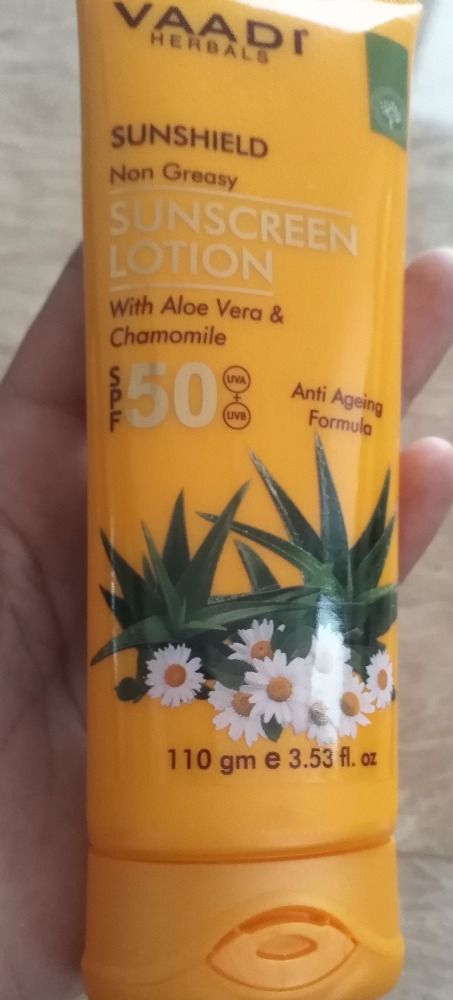 VAADI
HERBALS
SUNSHIELD
Non Greasy
SUNSCREEN
LOTION
With Aloe Vera &
Chamomile
SPF 50 UVA + UVB
Anti Ageing
Formula
110 gm e 3.53 fl. oz